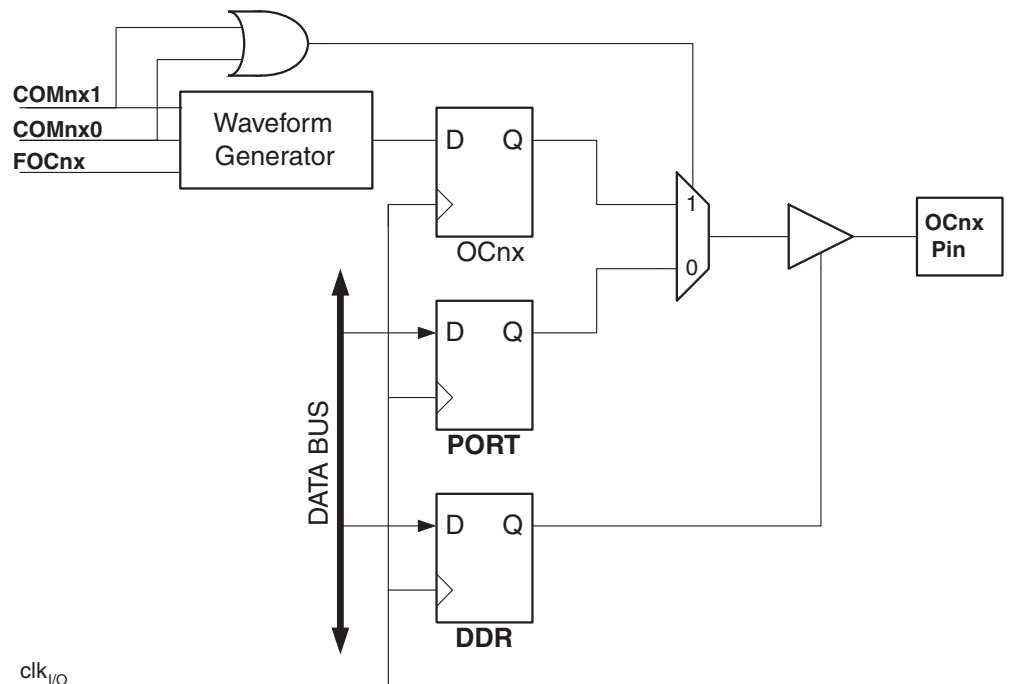 COMnx1
COMnx0
FOCnx
Waveform
Generator
D Q
OCnx
1
0
OCnx
Pin
D Q
PORT
DATA BUS
D Q
DDR
clkI/O